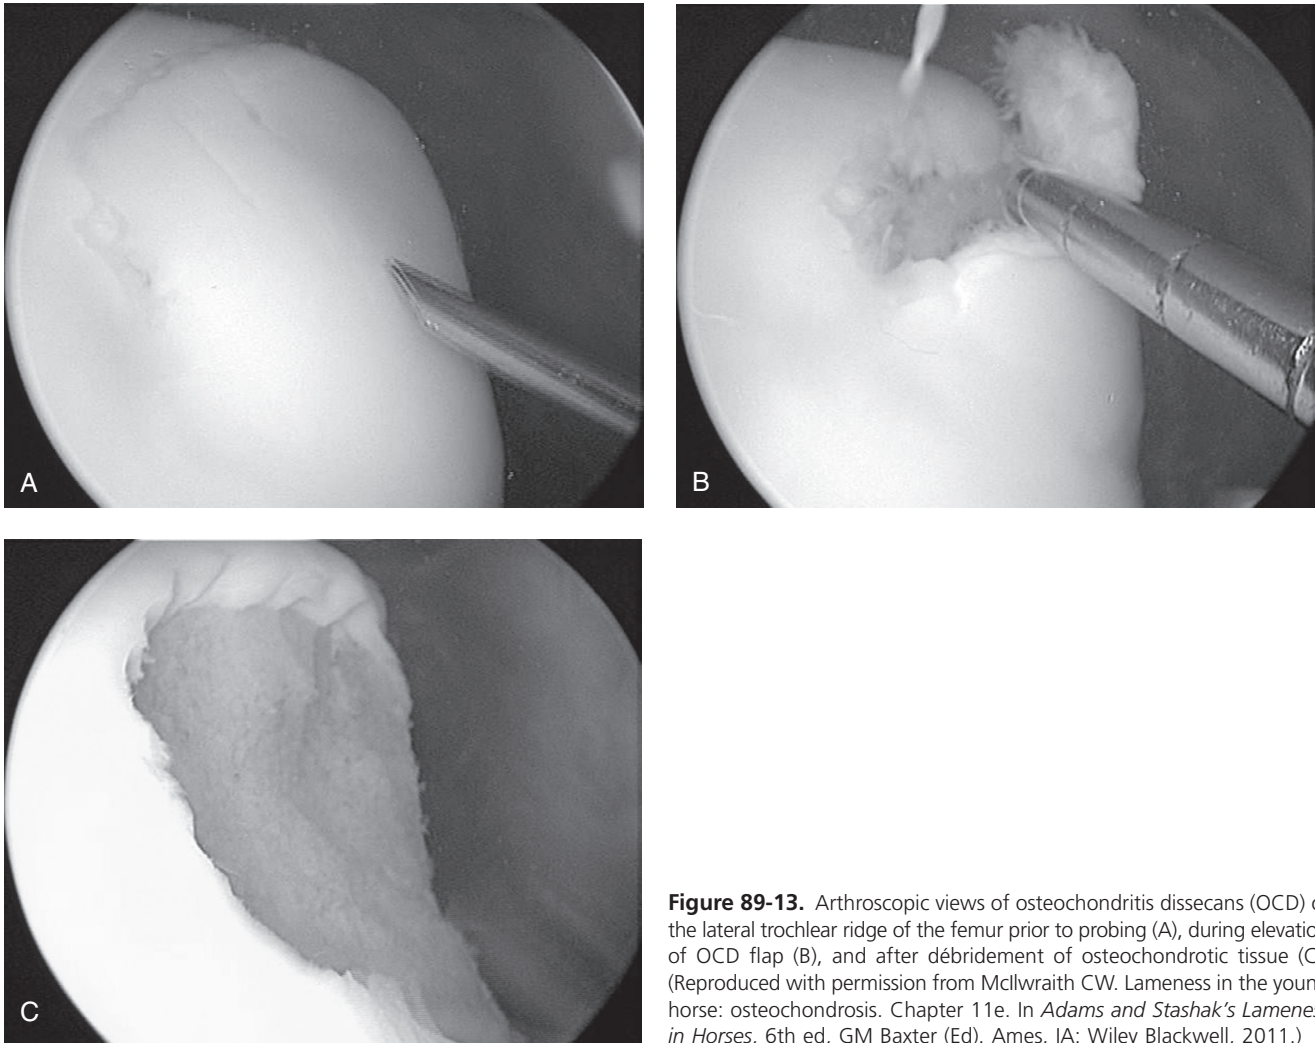 A
B
C
Figure 89-13. Arthroscopic views of osteochondritis dissecans (OCD)
the lateral trochlear ridge of the femur prior to probing (A), during
of OCD flap (B), and after débridement of osteochondrotic tissue
(Reproduced with permission from McIlwraith CW. Lameness in the
horse: osteochondrosis. Chapter 11e. In Adams and Stashak's
in Horses, 6th ed. GM Baxter (Ed). Ames, IA: Wiley Blackwell, 2011.)